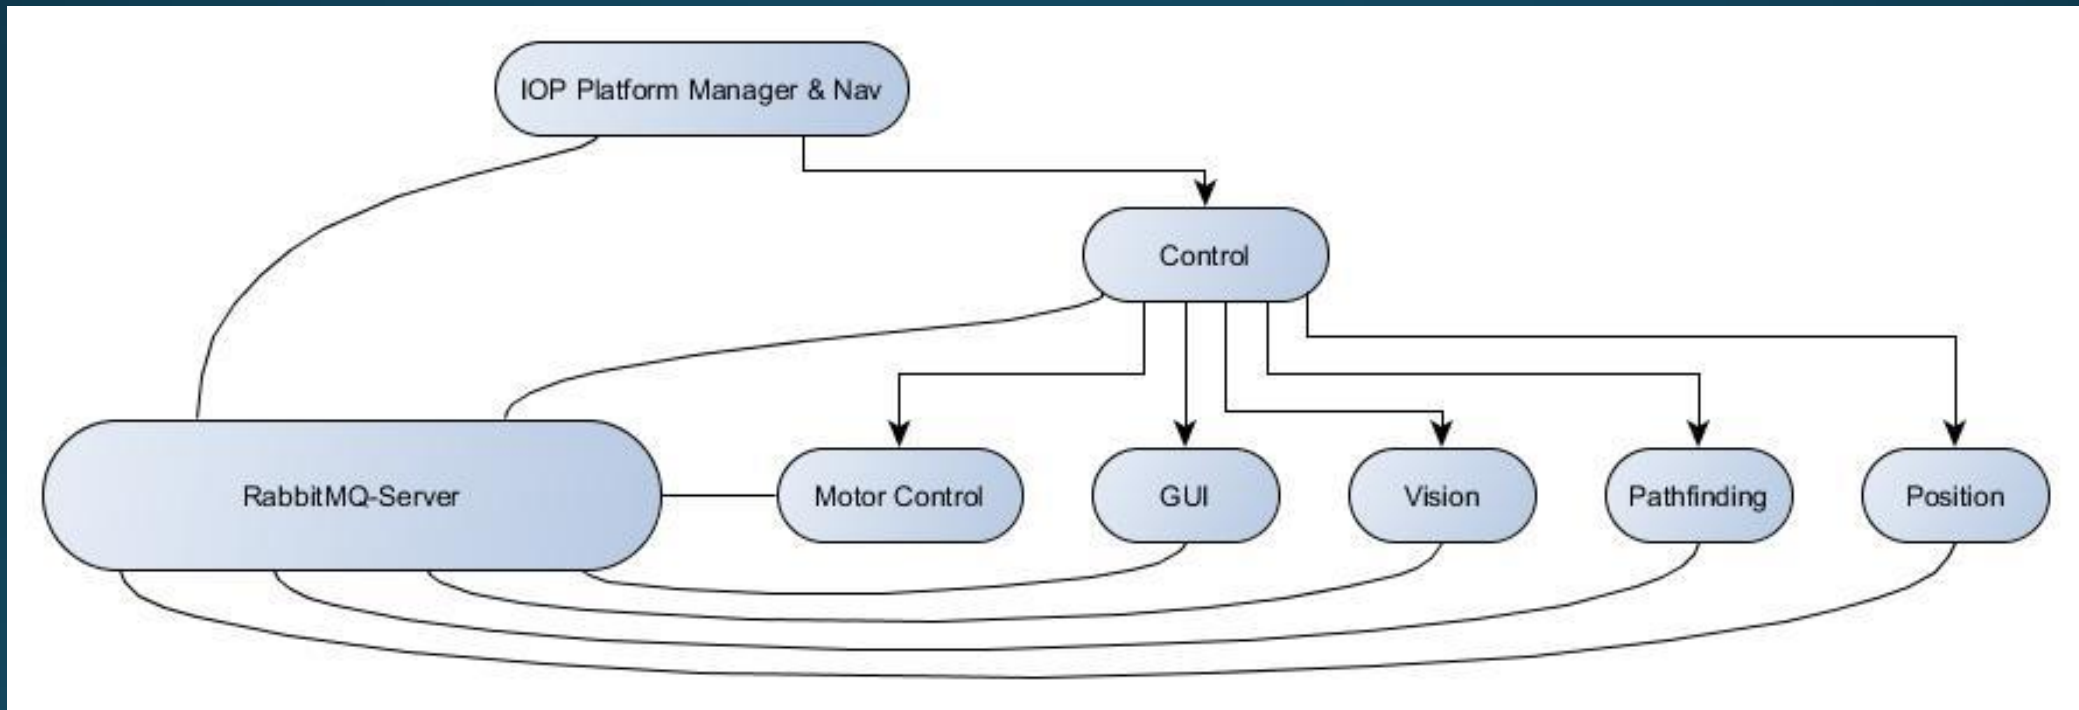 IOP Platform Manager & Nav
Control
RabbitMQ-Server
Motor Control
GUI
Vision
Pathfinding
Position